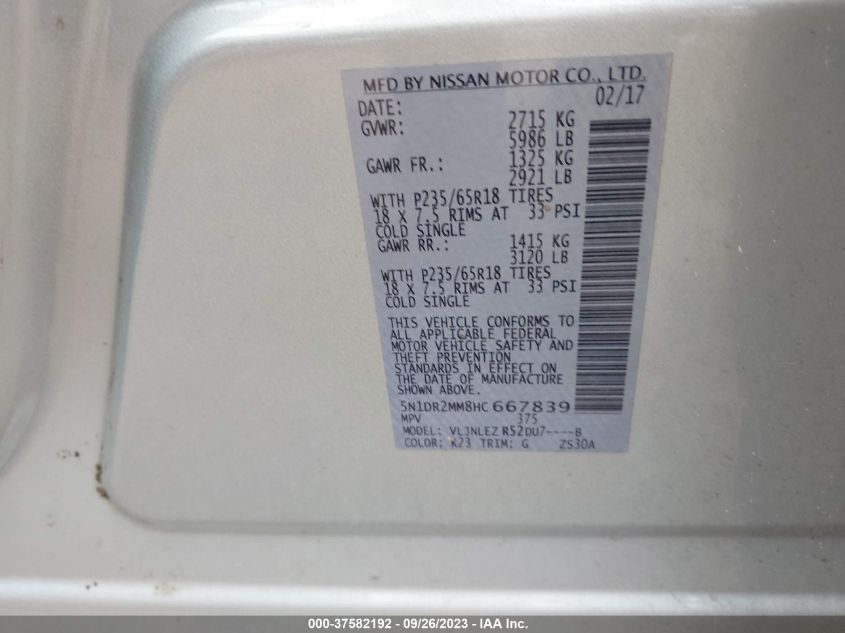 MFD BY NISSAN MOTOR CO., LTD.
DATE: 02/17
GVWR: 2715 KG
5986 LB
GAWR FR.: 1325 KG
2921 LB
WITH P235/65R18 TIRES
18 X 7.5 RIMS AT 33 PSI
COLD SINGLE
GAWR RR.: 1415 KG
3120 LB
WITH P235/65R18 TIRES
18 X 7.5 RIMS AT 33 PSI
COLD SINGLE
THIS VEHICLE CONFORMS TO
ALL APPLICABLE FEDERAL
MOTOR VEHICLE SAFETY AND
THEFT PREVENTION
STANDARDS IN EFFECT ON
THE DATE OF MANUFACTURE
SHOWN ABOVE.
5N1DR2MM8HC 667839
MPV 375
MODEL: VLJNLEZ R52DU7----B
COLOR: K23 TRIM: G ZS30A
000-37582192 - 09/26/2023 - IAA Inc.